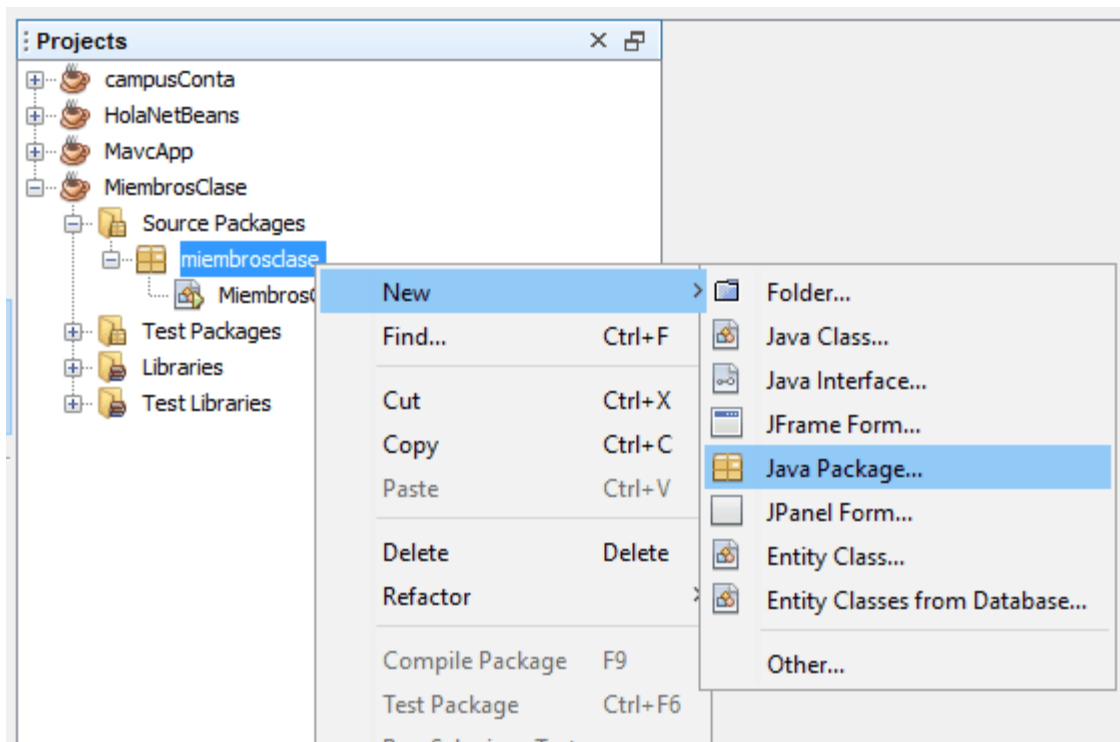 Projects
campusConta
HolaNetBeans
MavcApp
MiembrosClase
Source Packages
miembrosclase
Miembros
Test Packages
Libraries
Test Libraries
New
Find... Ctrl+F
Cut Ctrl+X
Copy Ctrl+C
Paste Ctrl+V
Delete Delete
Refactor
Compile Package F9
Test Package Ctrl+F6
Folder...
Java Class...
Java Interface...
JFrame Form...
Java Package...
JPanel Form...
Entity Class...
Entity Classes from Database...
Other...